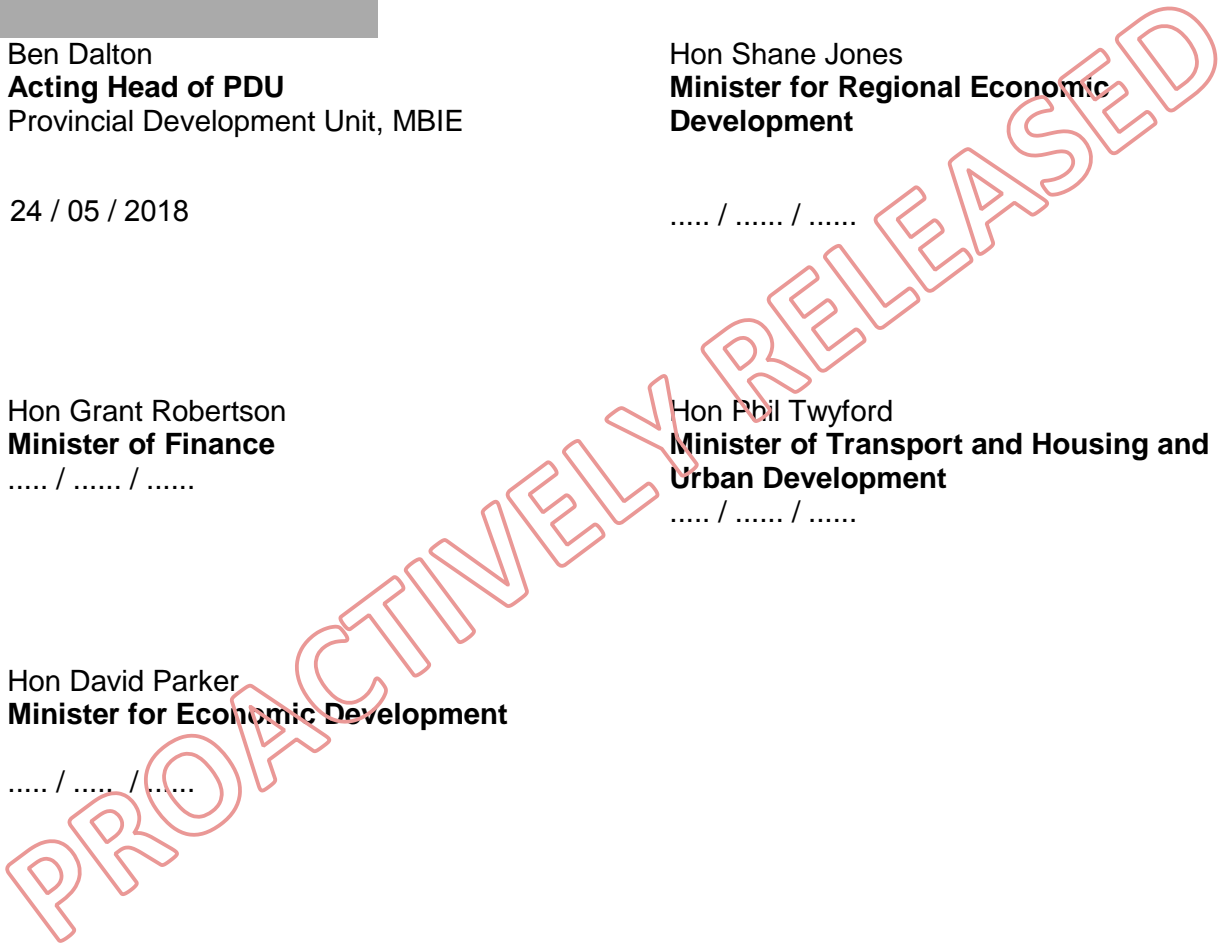 Ben Dalton
Acting Head of PDU
Provincial Development Unit, MBIE
24 / 05 / 2018
Hon Shane Jones
Minister for Regional Economic
Development
..... / ...... / ......
Hon Grant Robertson
Minister of Finance
..... / ...... / ......
Hon Phil Twyford
Minister of Transport and Housing and
Urban Development
..... / ...... / ......
Hon David Parker
Minister for Economic Development
..... / ..... / ......
PROACTIVELY RELEASED